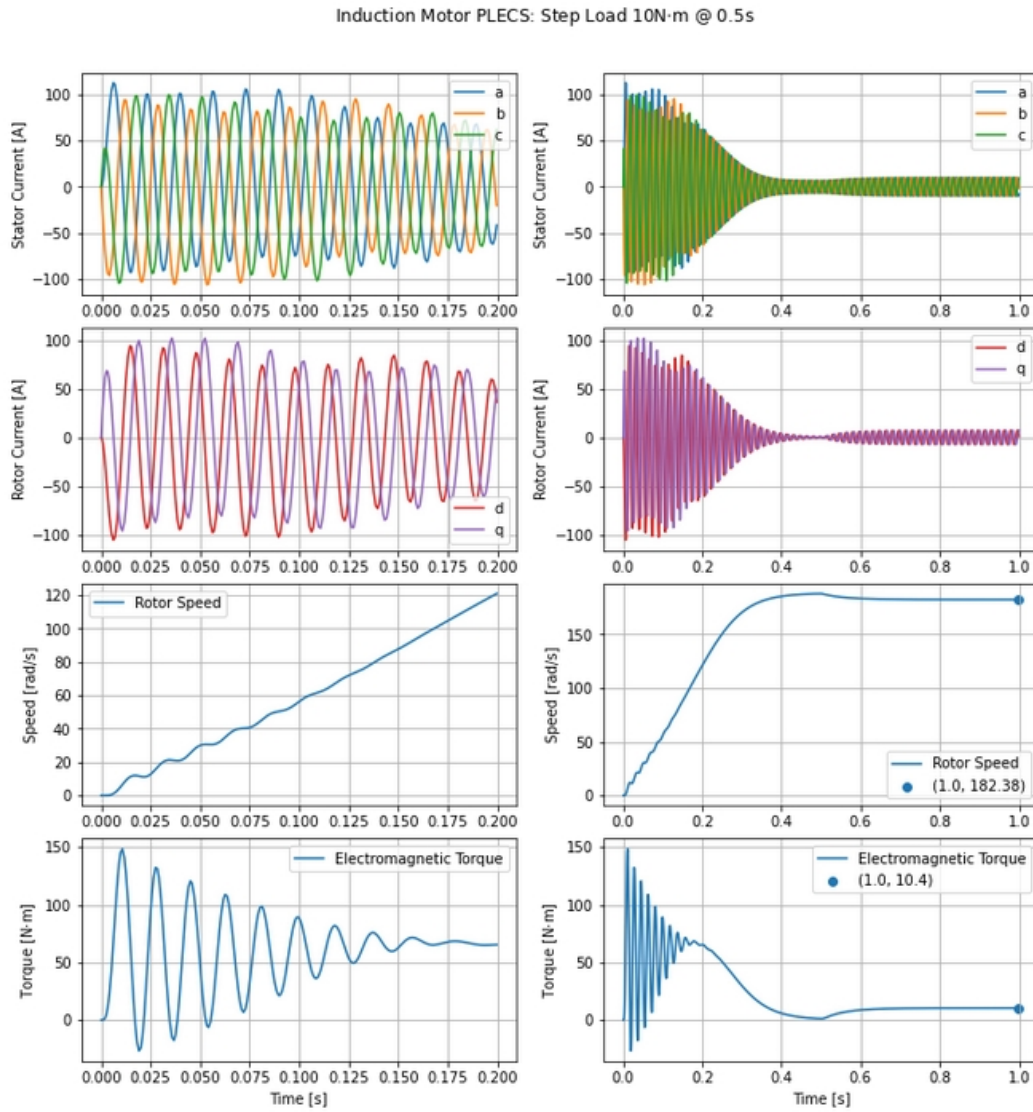 Induction Motor PLECS: Step Load 10N·m @ 0.5s
Stator Current [A]
100
50
0
−50
−100
a
b
c
0.000 0.025 0.050 0.075 0.100 0.125 0.150 0.175 0.200
Stator Current [A]
100
50
0
−50
−100
a
b
c
0.0 0.2 0.4 0.6 0.8 1.0
Rotor Current [A]
100
50
0
−50
−100
d
q
0.000 0.025 0.050 0.075 0.100 0.125 0.150 0.175 0.200
Rotor Current [A]
100
50
0
−50
−100
d
q
0.0 0.2 0.4 0.6 0.8 1.0
Speed [rad/s]
120
100
80
60
40
20
0
Rotor Speed
0.000 0.025 0.050 0.075 0.100 0.125 0.150 0.175 0.200
Speed [rad/s]
150
100
50
0
Rotor Speed
(1.0, 182.38)
0.0 0.2 0.4 0.6 0.8 1.0
Torque [N·m]
150
100
50
0
Electromagnetic Torque
0.000 0.025 0.050 0.075 0.100 0.125 0.150 0.175 0.200
Time [s]
Torque [N·m]
150
100
50
0
Electromagnetic Torque
(1.0, 10.4)
0.0 0.2 0.4 0.6 0.8 1.0
Time [s]